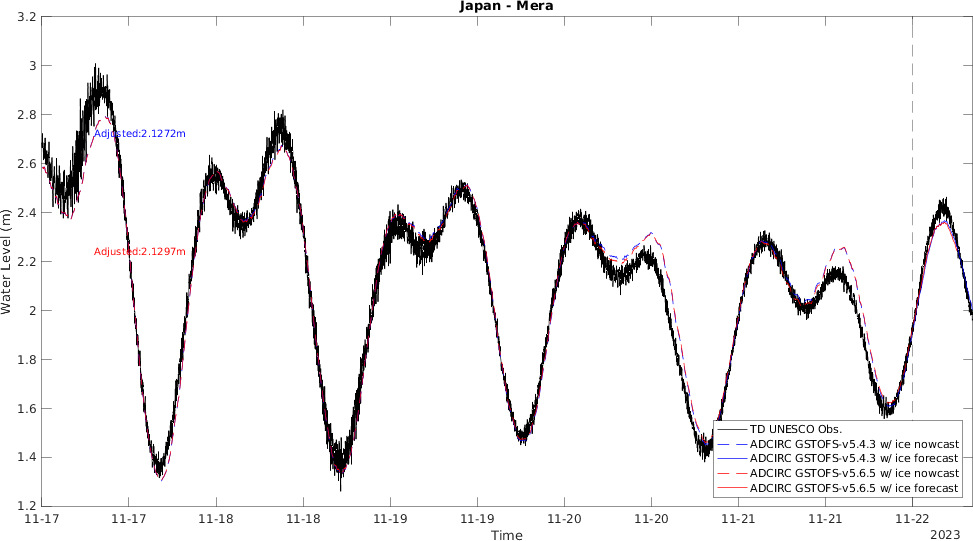 Japan - Mera
3.2
3
2.8
2.6
2.4
2.2
2
1.8
1.6
1.4
1.2
Water Level (m)
Adjusted:2.1272m
Adjusted:2.1297m
TD UNESCO Obs.
ADCIRC GSTOFS-v5.4.3 w/ ice nowcast
ADCIRC GSTOFS-v5.4.3 w/ ice forecast
ADCIRC GSTOFS-v5.6.5 w/ ice nowcast
ADCIRC GSTOFS-v5.6.5 w/ ice forecast
11-17 11-17 11-18 11-18 11-19 11-19 11-20 11-20 11-21 11-21 11-22
Time
2023